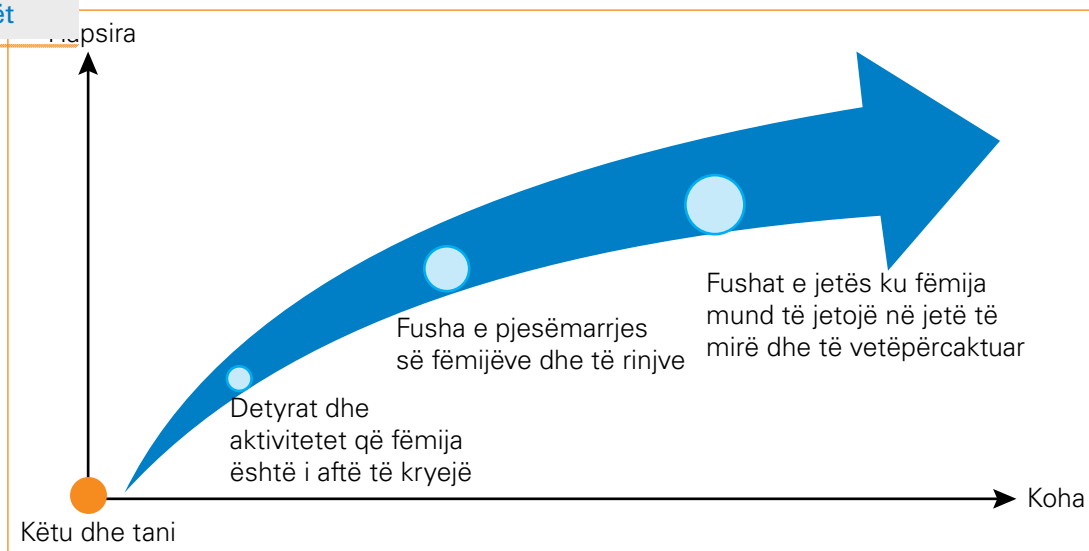 ët
Hapsira
Fushat e jetës ku fëmija
mund të jetojë në jetë të
mirë dhe të vetëpërcaktuar
Fusha e pjesëmarrjes
së fëmijëve dhe të rinjve
Detyrat dhe
aktivitetet që fëmija
është i aftë të kryejë
Koha
Këtu dhe tani